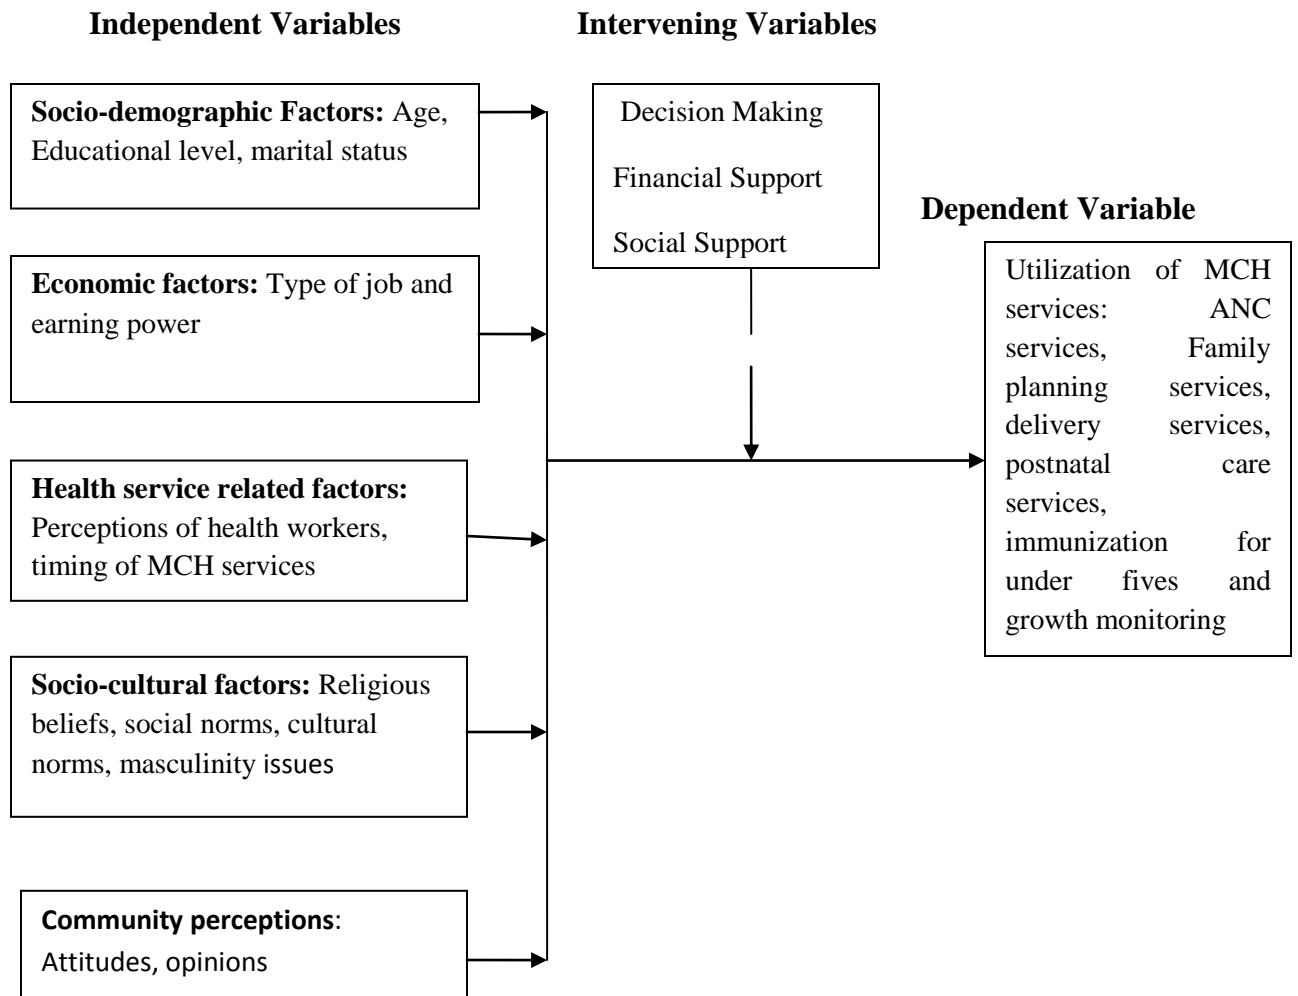 Independent Variables
Intervening Variables
Socio-demographic Factors: Age,
Educational level, marital status
Economic factors: Type of job and
earning power
Health service related factors:
Perceptions of health workers,
timing of MCH services
Socio-cultural factors: Religious
beliefs, social norms, cultural
norms, masculinity issues
Community perceptions:
Attitudes, opinions
Decision Making
Financial Support
Social Support
Dependent Variable
Utilization of MCH
services: ANC
services, Family
planning services,
delivery services,
postnatal care
services,
immunization for
under fives and
growth monitoring